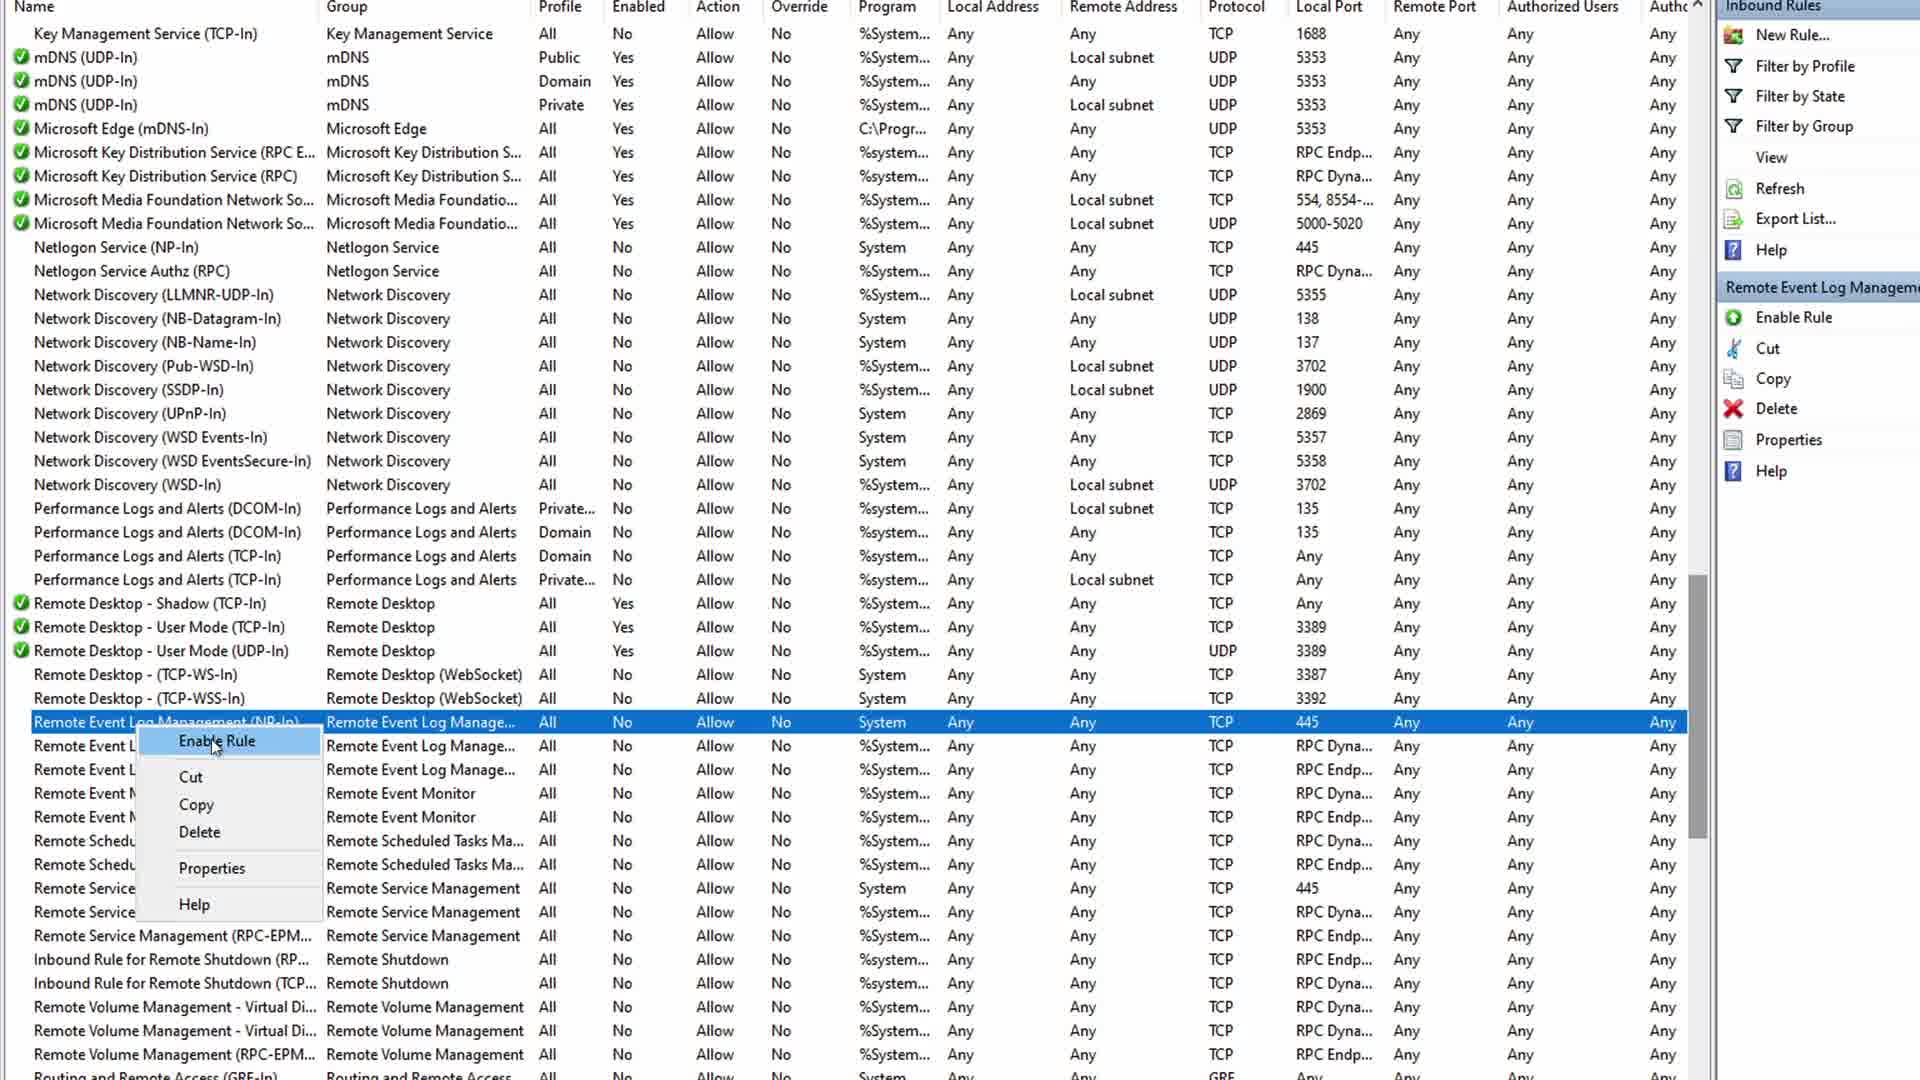 Name Group Profile Enabled Action Override Program Local Address Remote Address Protocol Local Port Remote Port Authorized Users Autho
Key Management Service (TCP-In) Key Management Service All No Allow No %System... Any Any TCP 1688 Any Any Any
mDNS (UDP-In) mDNS Public Yes Allow No %System... Any Local subnet UDP 5353 Any Any Any
mDNS (UDP-In) mDNS Domain Yes Allow No %System... Any Any UDP 5353 Any Any Any
mDNS (UDP-In) mDNS Private Yes Allow No %System... Any Local subnet UDP 5353 Any Any Any
Microsoft Edge (mDNS-In) Microsoft Edge All Yes Allow No C:\Progr... Any Any UDP 5353 Any Any Any
Microsoft Key Distribution Service (RPC E... Microsoft Key Distribution S... All Yes Allow No %system... Any Any TCP RPC Endp... Any Any Any
Microsoft Key Distribution Service (RPC) Microsoft Key Distribution S... All Yes Allow No %system... Any Any TCP RPC Dyna... Any Any Any
Microsoft Media Foundation Network So... Microsoft Media Foundatio... All Yes Allow No %System... Any Local subnet TCP 554, 8554-... Any Any Any
Microsoft Media Foundation Network So... Microsoft Media Foundatio... All Yes Allow No %System... Any Local subnet UDP 5000-5020 Any Any Any
Netlogon Service (NP-In) Netlogon Service All No Allow No System Any Any TCP 445 Any Any Any
Netlogon Service Authz (RPC) Netlogon Service All No Allow No %System... Any Any TCP RPC Dyna... Any Any Any
Network Discovery (LLMNR-UDP-In) Network Discovery All No Allow No %System... Any Local subnet UDP 5355 Any Any Any
Network Discovery (NB-Datagram-In) Network Discovery All No Allow No System Any Any UDP 138 Any Any Any
Network Discovery (NB-Name-In) Network Discovery All No Allow No System Any Any UDP 137 Any Any Any
Network Discovery (Pub-WSD-In) Network Discovery All No Allow No %System... Any Local subnet UDP 3702 Any Any Any
Network Discovery (SSDP-In) Network Discovery All No Allow No %System... Any Local subnet UDP 1900 Any Any Any
Network Discovery (UPnP-In) Network Discovery All No Allow No System Any Any TCP 2869 Any Any Any
Network Discovery (WSD Events-In) Network Discovery All No Allow No System Any Any TCP 5357 Any Any Any
Network Discovery (WSD EventsSecure-In) Network Discovery All No Allow No System Any Any TCP 5358 Any Any Any
Network Discovery (WSD-In) Network Discovery All No Allow No %System... Any Local subnet UDP 3702 Any Any Any
Performance Logs and Alerts (DCOM-In) Performance Logs and Alerts Private... No Allow No %system... Any Local subnet TCP 135 Any Any Any
Performance Logs and Alerts (DCOM-In) Performance Logs and Alerts Domain No Allow No %system... Any Any TCP 135 Any Any Any
Performance Logs and Alerts (TCP-In) Performance Logs and Alerts Domain No Allow No %system... Any Any TCP Any Any Any Any
Performance Logs and Alerts (TCP-In) Performance Logs and Alerts Private... No Allow No %system... Any Local subnet TCP Any Any Any Any
Remote Desktop - Shadow (TCP-In) Remote Desktop All Yes Allow No %System... Any Any TCP Any Any Any Any
Remote Desktop - User Mode (TCP-In) Remote Desktop All Yes Allow No %System... Any Any TCP 3389 Any Any Any
Remote Desktop - User Mode (UDP-In) Remote Desktop All Yes Allow No %System... Any Any UDP 3389 Any Any Any
Remote Desktop - (TCP-WS-In) Remote Desktop (WebSocket) All No Allow No System Any Any TCP 3387 Any Any Any
Remote Desktop - (TCP-WSS-In) Remote Desktop (WebSocket) All No Allow No System Any Any TCP 3392 Any Any Any
Remote Event Log Management (NP-In) Remote Event Log Manage... All No Allow No System Any Any TCP 445 Any Any Any
Remote Event L Remote Event Log Manage... All No Allow No %System... Any Any TCP RPC Dyna... Any Any Any
Remote Event L Remote Event Log Manage... All No Allow No %System... Any Any TCP RPC Endp... Any Any Any
Remote Event M Remote Event Monitor All No Allow No %System... Any Any TCP RPC Dyna... Any Any Any
Remote Event M Remote Event Monitor All No Allow No %System... Any Any TCP RPC Endp... Any Any Any
Remote Schedu Remote Scheduled Tasks Ma... All No Allow No %System... Any Any TCP RPC Dyna... Any Any Any
Remote Schedu Remote Scheduled Tasks Ma... All No Allow No %System... Any Any TCP RPC Endp... Any Any Any
Remote Service Remote Service Management All No Allow No System Any Any TCP 445 Any Any Any
Remote Service Remote Service Management All No Allow No %System... Any Any TCP RPC Dyna... Any Any Any
Remote Service Management (RPC-EPM... Remote Service Management All No Allow No %System... Any Any TCP RPC Endp... Any Any Any
Inbound Rule for Remote Shutdown (RP... Remote Shutdown All No Allow No %system... Any Any TCP RPC Endp... Any Any Any
Inbound Rule for Remote Shutdown (TCP... Remote Shutdown All No Allow No %system... Any Any TCP RPC Dyna... Any Any Any
Remote Volume Management - Virtual Di... Remote Volume Management All No Allow No %System... Any Any TCP RPC Dyna... Any Any Any
Remote Volume Management - Virtual Di... Remote Volume Management All No Allow No %System... Any Any TCP RPC Dyna... Any Any Any
Remote Volume Management (RPC-EPM... Remote Volume Management All No Allow No %System... Any Any TCP RPC Endp... Any Any Any
Routing and Remote Access (GRE-In) Routing and Remote Access All No Allow No System Any Any GRE Any Any Any Any
Enable Rule
Cut
Copy
Delete
Properties
Help
Inbound Rules
New Rule...
Filter by Profile
Filter by State
Filter by Group
View
Refresh
Export List...
Help
Remote Event Log Manageme
Enable Rule
Cut
Copy
Delete
Properties
Help